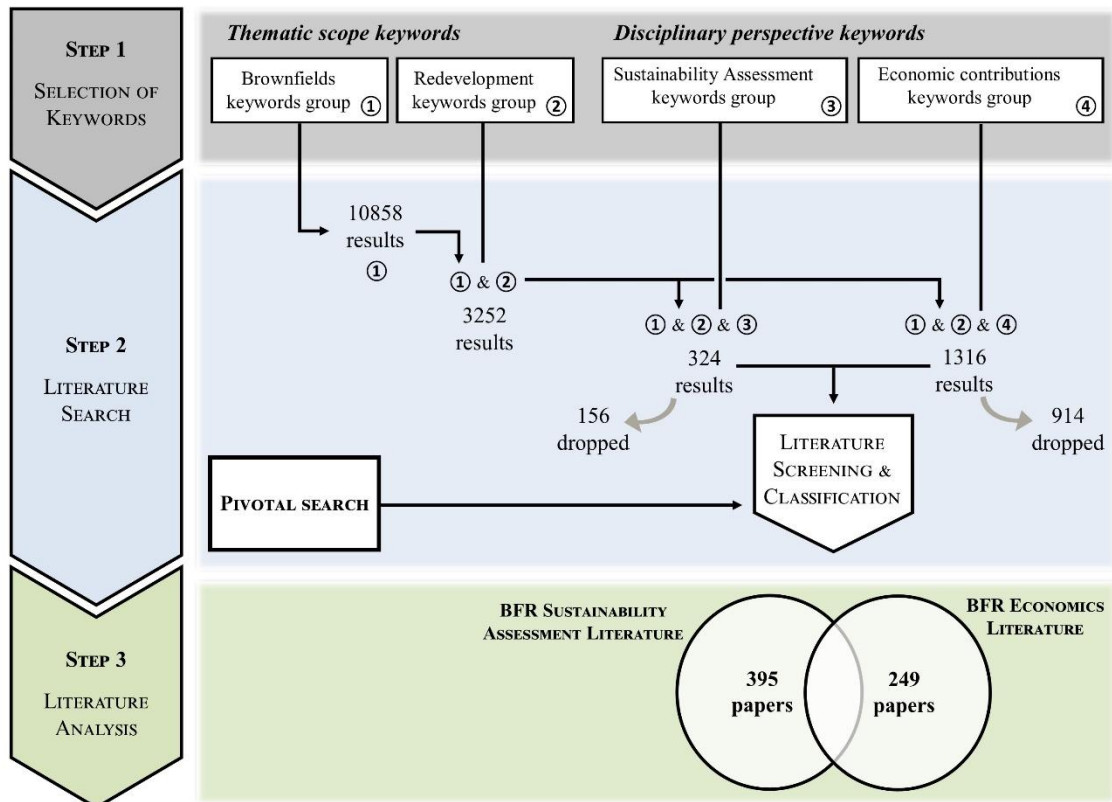 STEP 1
SELECTION OF
KEYWORDS
Thematic scope keywords
Disciplinary perspective keywords
Brownfields
keywords group ①
Redevelopment
keywords group ②
Sustainability Assessment
keywords group ③
Economic contributions
keywords group ④
STEP 2
LITERATURE
SEARCH
10858
results
①
① & ②
3252
results
① & ② & ③
324
results
① & ② & ④
1316
results
156
dropped
914
dropped
LITERATURE
SCREENING &
CLASSIFICATION
PIVOTAL SEARCH
STEP 3
LITERATURE
ANALYSIS
BFR SUSTAINABILITY
ASSESSMENT LITERATURE
BFR ECONOMICS
LITERATURE
395
papers
249
papers